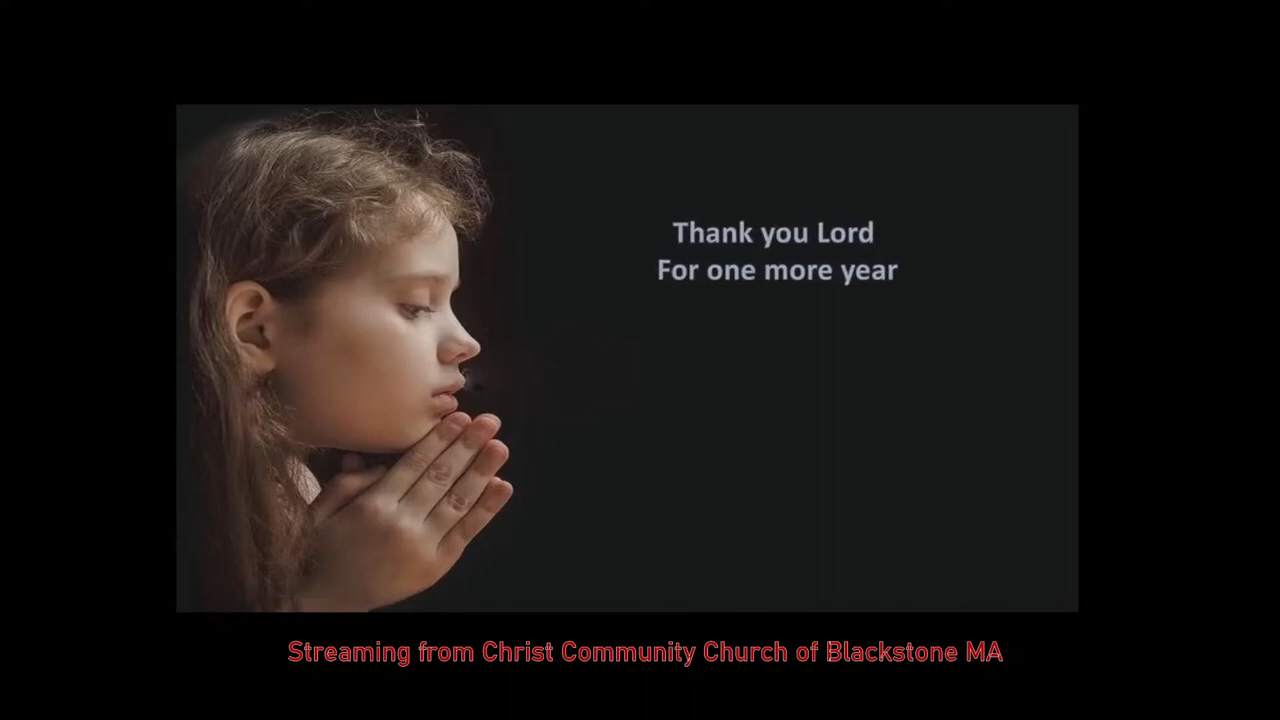 Thank you Lord
For one more year
Streaming from Christ Community Church of Blackstone MA